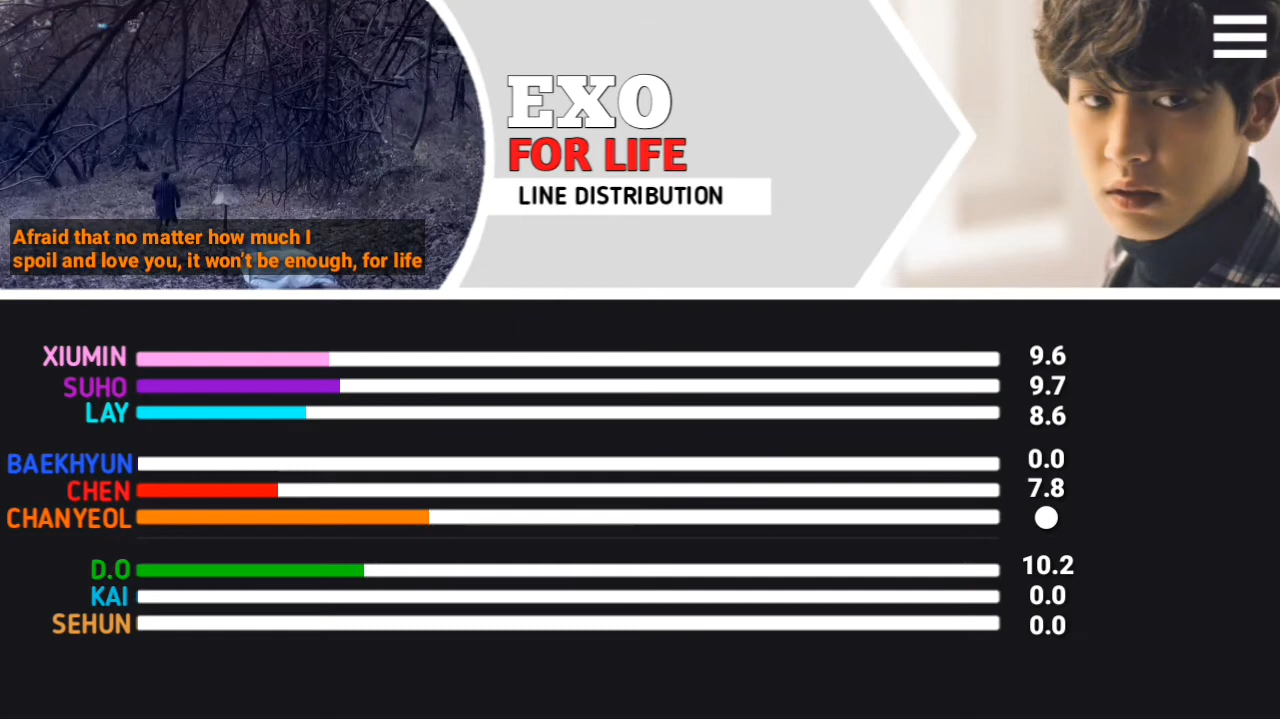 EXO
FOR LIFE
LINE DISTRIBUTION
Afraid that no matter how much I
spoil and love you, it won't be enough, for life
XIUMIN 9.6
SUHO 9.7
LAY 8.6
BAEKHYUN 0.0
CHEN 7.8
CHANYEOL
D.O 10.2
KAI 0.0
SEHUN 0.0